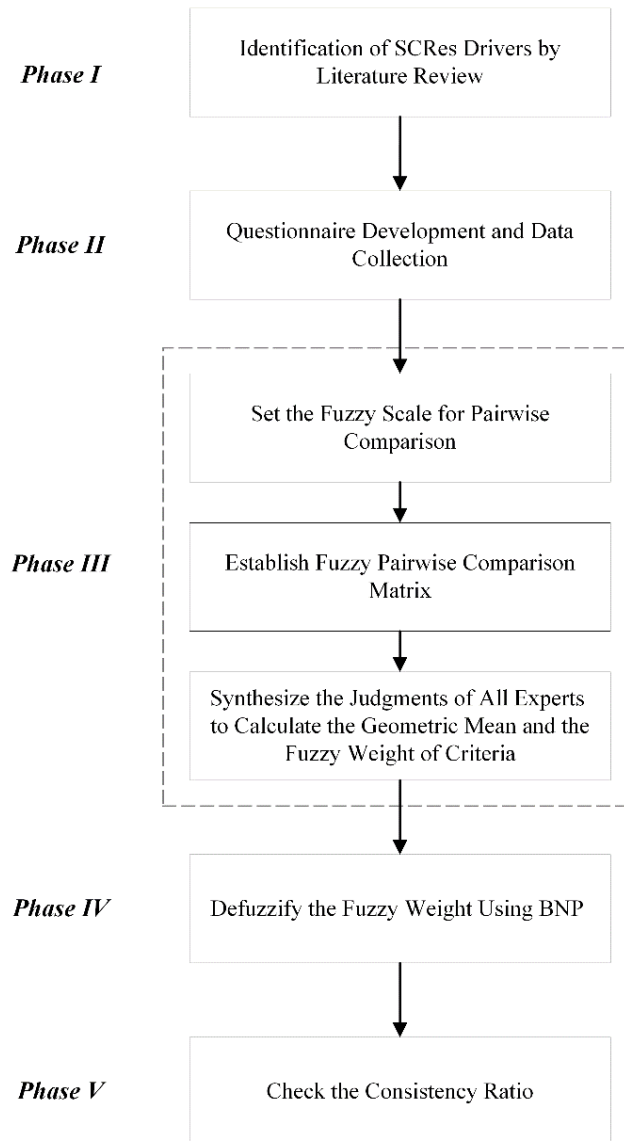 Phase I
Identification of SCRes Drivers by
Literature Review
Phase II
Questionnaire Development and Data
Collection
Set the Fuzzy Scale for Pairwise
Comparison
Phase III
Establish Fuzzy Pairwise Comparison
Matrix
Synthesize the Judgments of All Experts
to Calculate the Geometric Mean and the
Fuzzy Weight of Criteria
Phase IV
Defuzzify the Fuzzy Weight Using BNP
Phase V
Check the Consistency Ratio